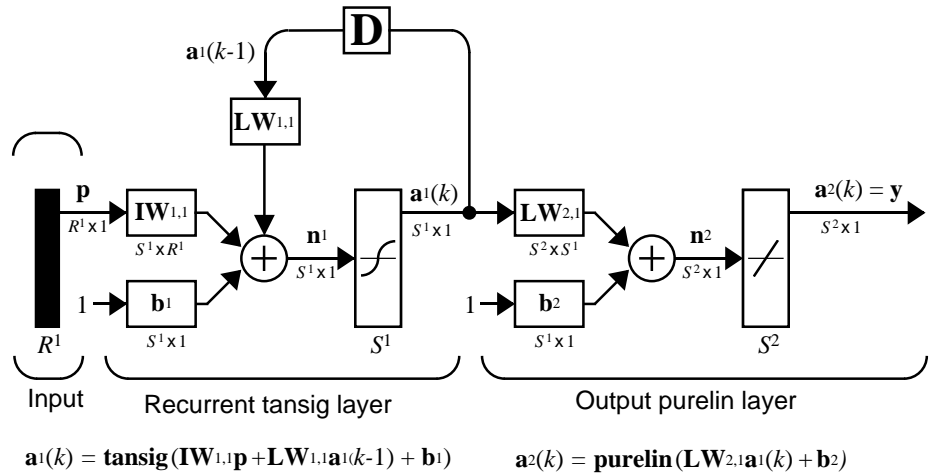 D
a1(k-1)
LW1,1
p
a1(k)
a2(k) = y
IW1,1
LW2,1
R1 x 1
S1 x R1
n1
S1 x 1
S1 x 1
S2 x S1
n2
S2 x 1
S2 x 1
1
b1
1
b2
S1 x 1
S1 x 1
R1
S1
S2
Input
Recurrent tansig layer
Output purelin layer
a1(k) = tansig (IW1,1p +LW1,1a1(k-1) + b1)
a2(k) = purelin (LW2,1a1(k) + b2)